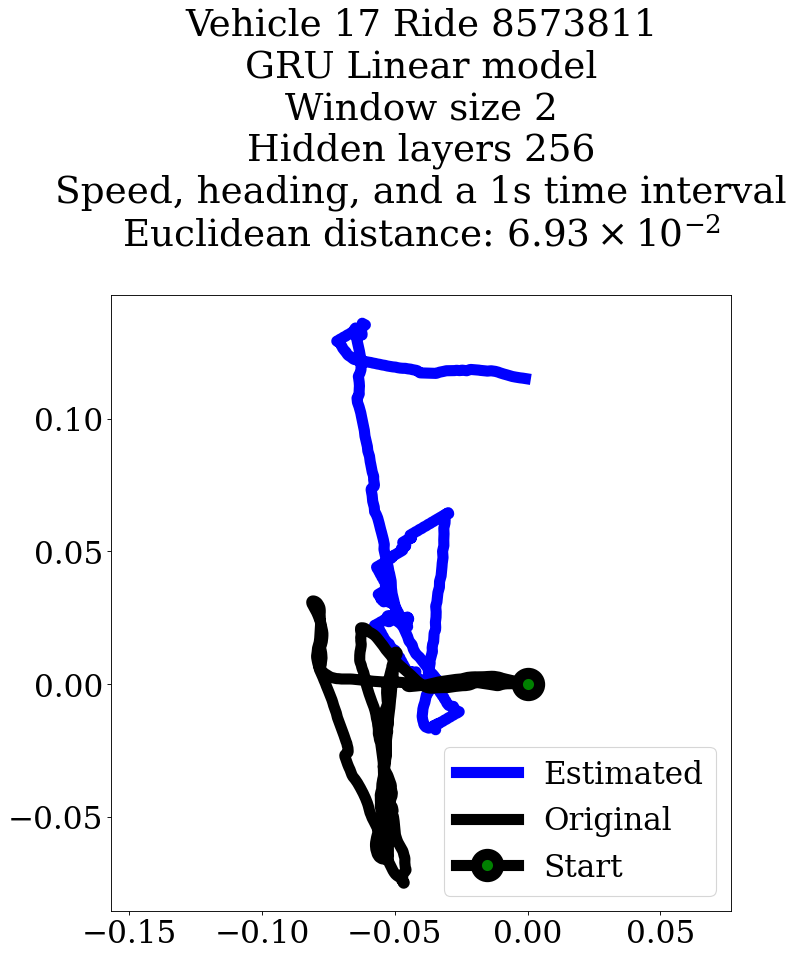 Vehicle 17 Ride 8573811
GRU Linear model
Window size 2
Hidden layers 256
Speed, heading, and a 1s time interval
Euclidean distance: 6.93 × 10⁻²
0.10
0.05
0.00
−0.05
Estimated
Original
Start
−0.15 −0.10 −0.05 0.00 0.05